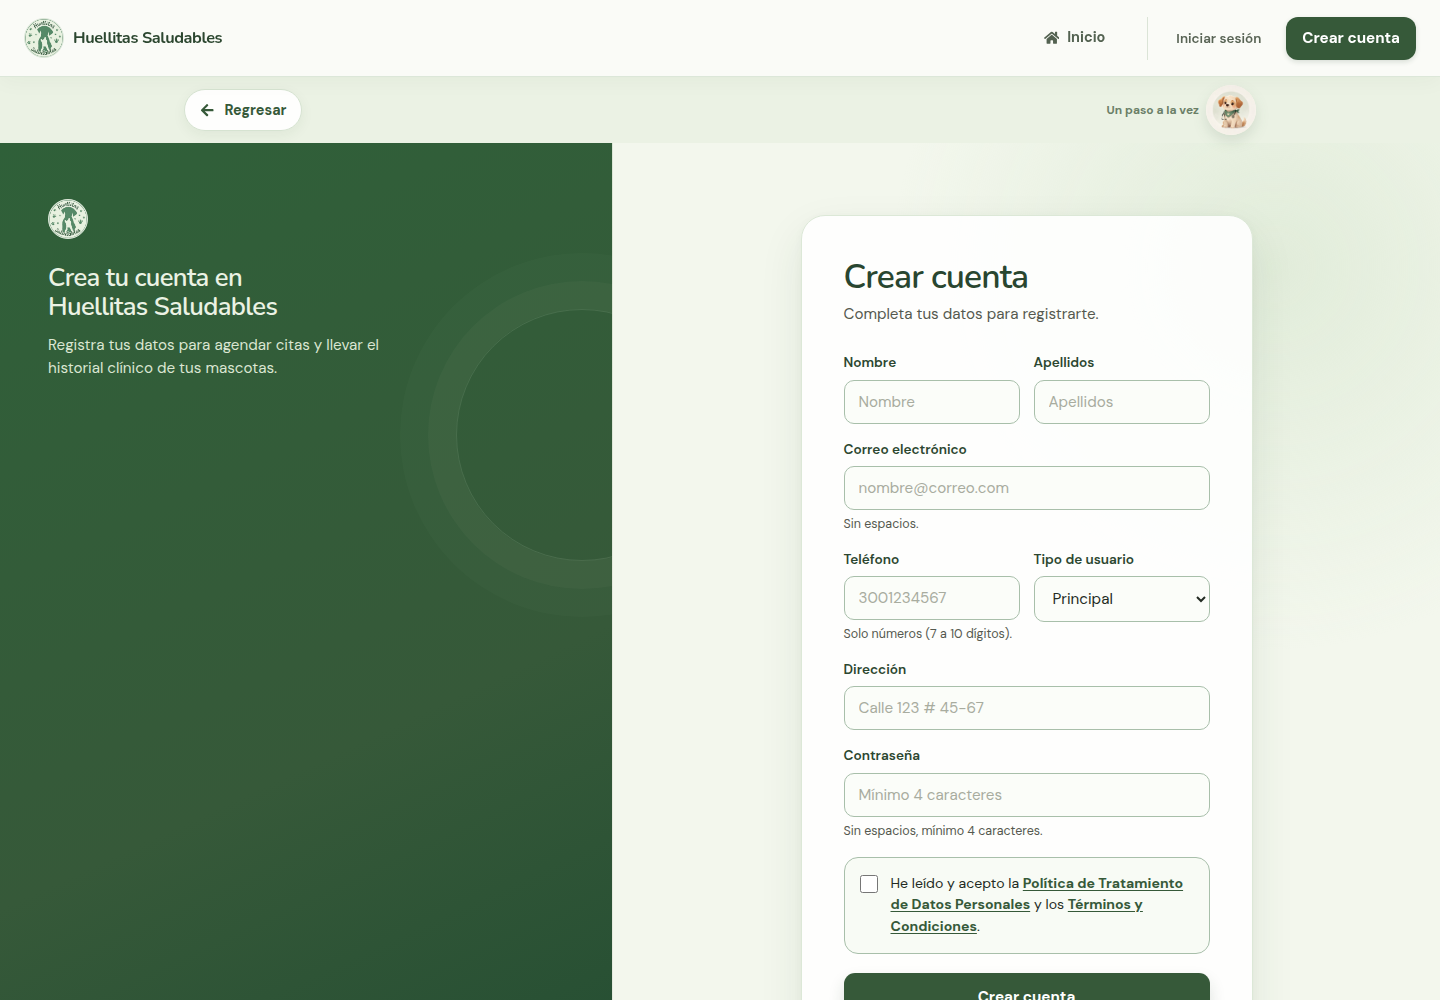 Huellitas Saludables
Inicio
Iniciar sesión
Crear cuenta
Regresar
Un paso a la vez
Huellitas
Saludables
Crea tu cuenta en
Huellitas Saludables
Registra tus datos para agendar citas y llevar el
historial clínico de tus mascotas.
Crear cuenta
Completa tus datos para registrarte.
Nombre
Apellidos
Nombre
Apellidos
Correo electrónico
nombre@correo.com
Sin espacios.
Teléfono
Tipo de usuario
3001234567
Principal
Solo números (7 a 10 dígitos).
Dirección
Calle 123 # 45-67
Contraseña
Mínimo 4 caracteres
Sin espacios, mínimo 4 caracteres.
He leído y acepto la Política de Tratamiento
de Datos Personales y los Términos y
Condiciones.
Crear cuenta